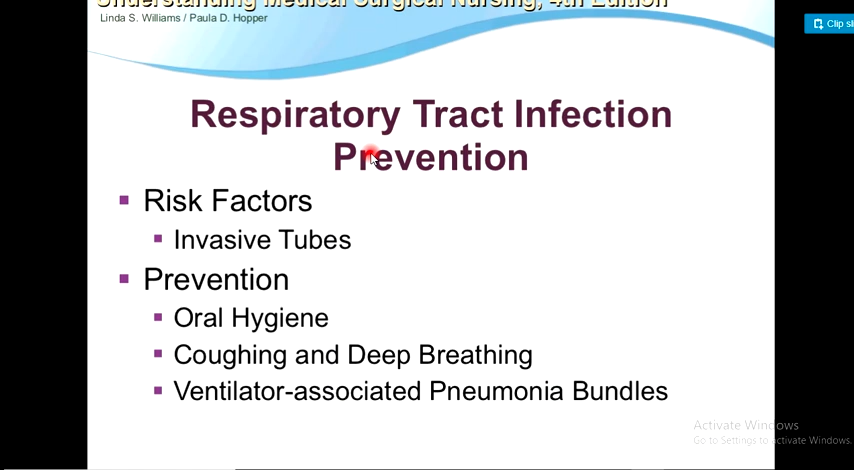 Understanding Medical Surgical Nursing, 4th Edition
Linda S. Williams / Paula D. Hopper
Clip sli
Respiratory Tract Infection
Prevention
Risk Factors
Invasive Tubes
Prevention
Oral Hygiene
Coughing and Deep Breathing
Ventilator-associated Pneumonia Bundles
Activate Windows
Go to Settings to activate Windows.